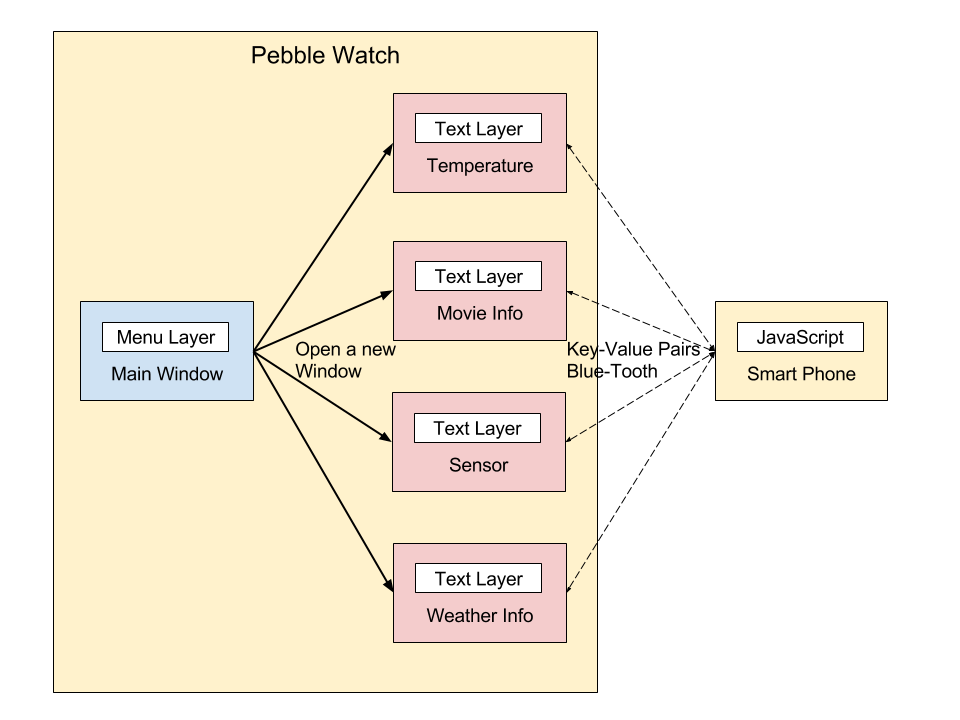 Pebble Watch
Text Layer
Temperature
Text Layer
Movie Info
Menu Layer
Main Window
Open a new
Window
Key-Value Pairs
Blue-Tooth
JavaScript
Smart Phone
Text Layer
Sensor
Text Layer
Weather Info